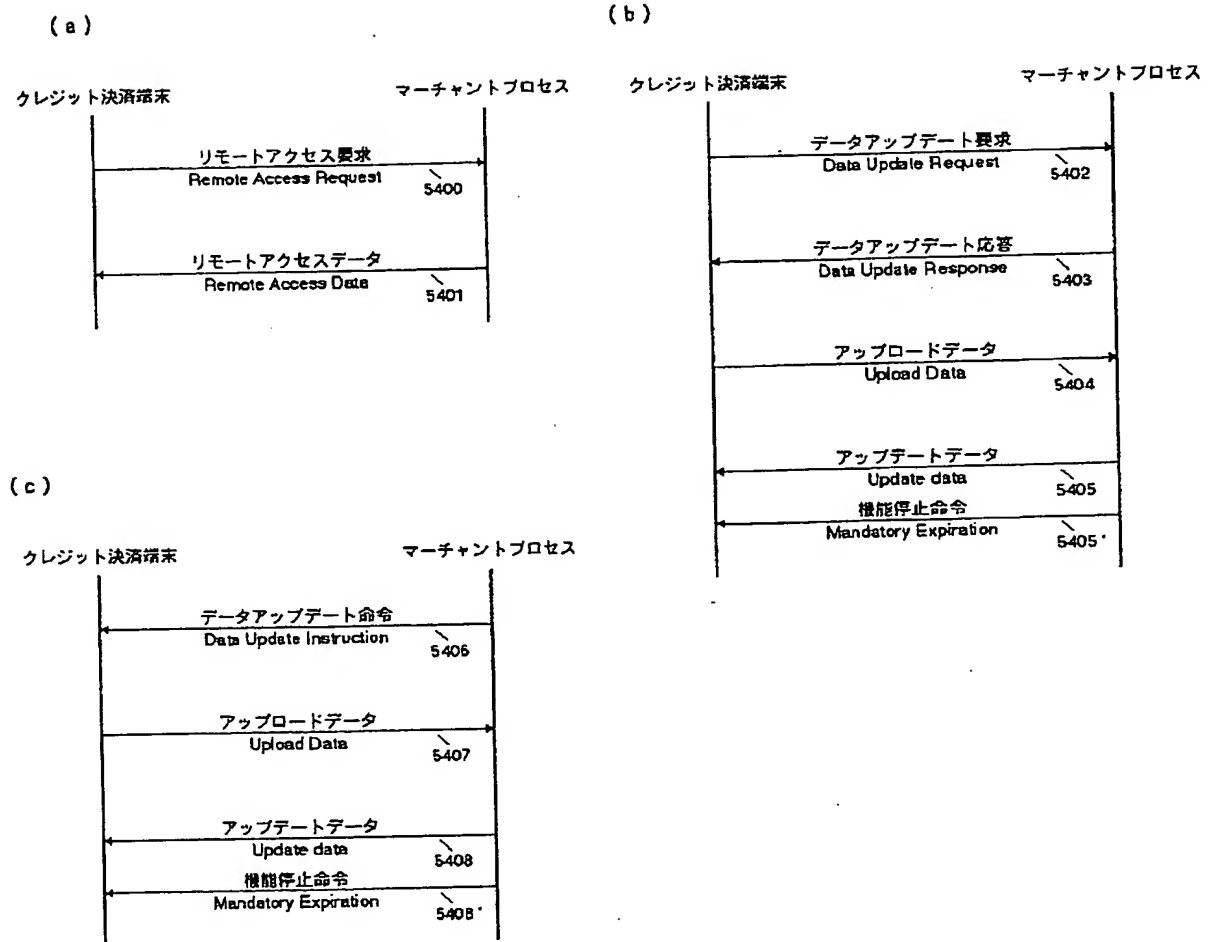 (a)
クレジット決済端末
マーチャントプロセス
リモートアクセス要求
Remote Access Request
5400
リモートアクセスデータ
Remote Access Data
5401
(b)
クレジット決済端末
マーチャントプロセス
データアップデート要求
Data Update Request
5402
データアップデート応答
Data Update Response
5403
アップロードデータ
Upload Data
5404
アップデートデータ
Update data
5405
機能停止命令
Mandatory Expiration
5405'
(c)
クレジット決済端末
マーチャントプロセス
データアップデート命令
Data Update Instruction
5406
アップロードデータ
Upload Data
5407
アップデートデータ
Update data
5408
機能停止命令
Mandatory Expiration
5408'